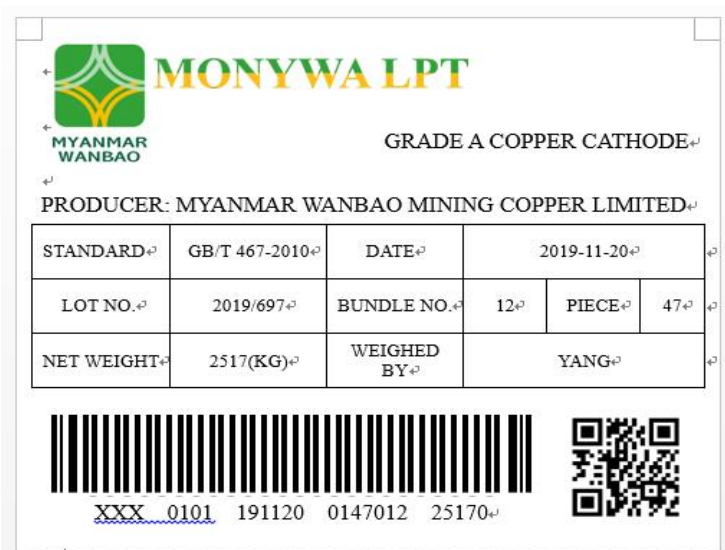 MONYWA LPT
MYANMAR
WANBAO
GRADE A COPPER CATHODE
PRODUCER: MYANMAR WANBAO MINING COPPER LIMITED
STANDARD GB/T 467-2010 DATE 2019-11-20
LOT NO. 2019/697 BUNDLE NO. 12 PIECE 47
NET WEIGHT 2517(KG) WEIGHED BY YANG
XXX 0101 191120 0147012 25170